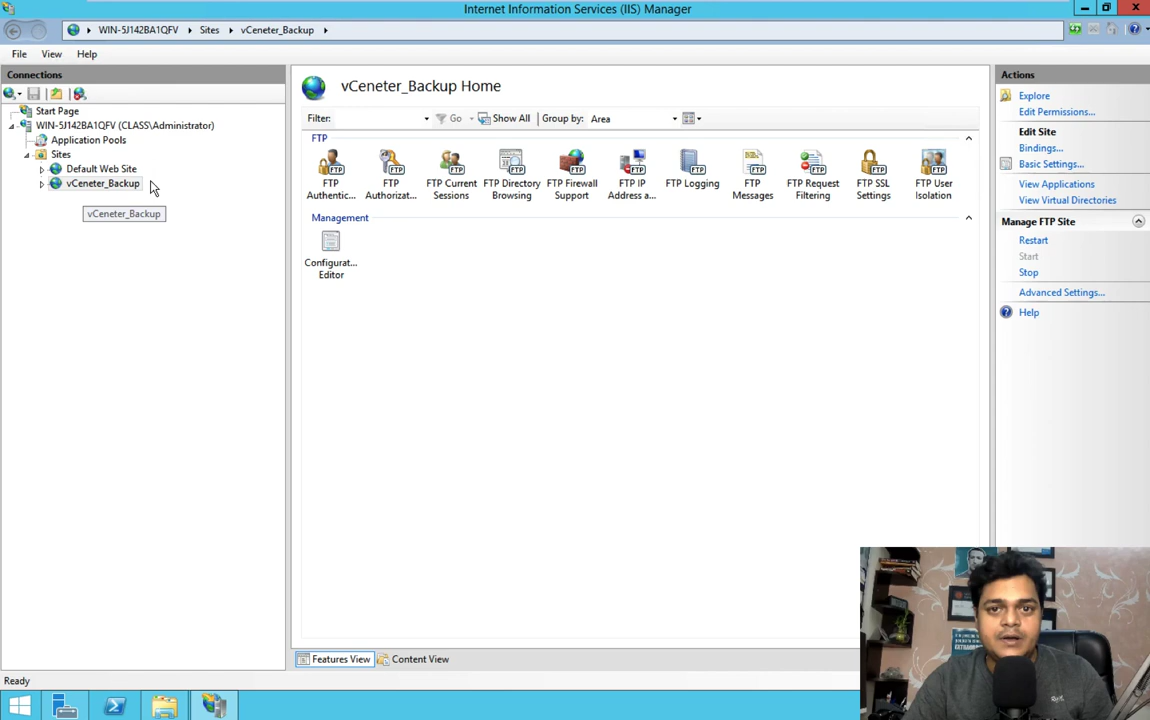 Internet Information Services (IIS) Manager
WIN-5J142BA1QFV
Sites
vCeneter_Backup
File
View
Help
Connections
Start Page
WIN-5J142BA1QFV (CLASS\Administrator)
Application Pools
Sites
Default Web Site
vCeneter_Backup
vCeneter_Backup
vCeneter_Backup Home
Filter:
Go
Show All
Group by:
Area
FTP
FTP Authentic...
FTP Authorizat...
FTP Current Sessions
FTP Directory Browsing
FTP Firewall Support
FTP IP Address a...
FTP Logging
FTP Messages
FTP Request Filtering
FTP SSL Settings
FTP User Isolation
Management
Configurat... Editor
Features View
Content View
Actions
Explore
Edit Permissions...
Edit Site
Bindings...
Basic Settings...
View Applications
View Virtual Directories
Manage FTP Site
Restart
Start
Stop
Advanced Settings...
Help
Ready